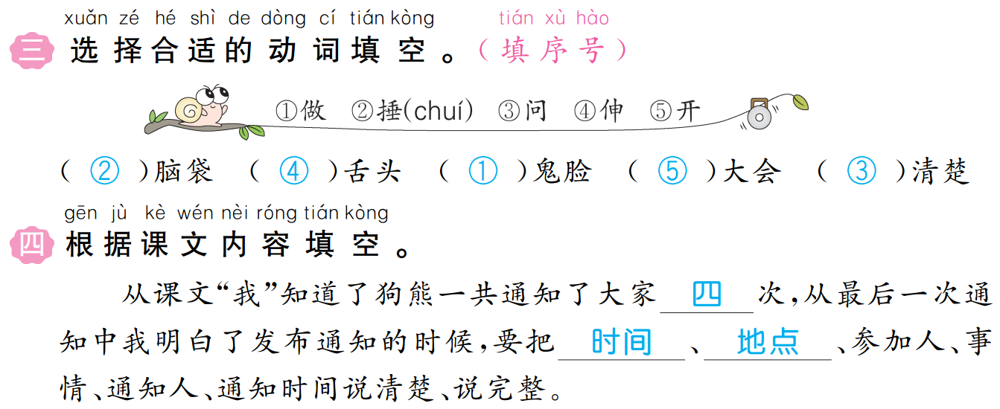 xuǎn zé hé shì de dòng cí tián kòng tián xù hào
三 选择合适的动词填空。（填序号）
①做 ②捶(chuí) ③问 ④伸 ⑤开
（ ② ）脑袋 （ ④ ）舌头 （ ① ）鬼脸 （ ⑤ ）大会 （ ③ ）清楚
gēn jù kè wén nèi róng tián kòng
四 根据课文内容填空。
从课文“我”知道了狗熊一共通知了大家 四 次,从最后一次通
知中我明白了发布通知的时候,要把 时间 、 地点 、参加人、事
情、通知人、通知时间说清楚、说完整。